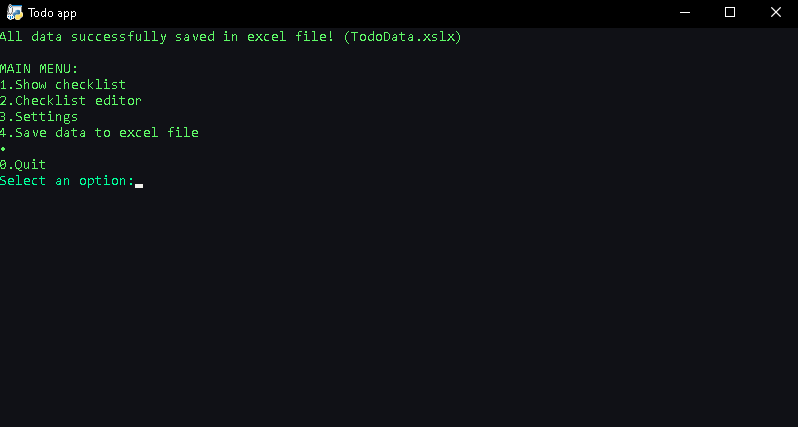 Todo app
All data successfully saved in excel file! (TodoData.xslx)
MAIN MENU:
1.Show checklist
2.Checklist editor
3.Settings
4.Save data to excel file
•
0.Quit
Select an option: